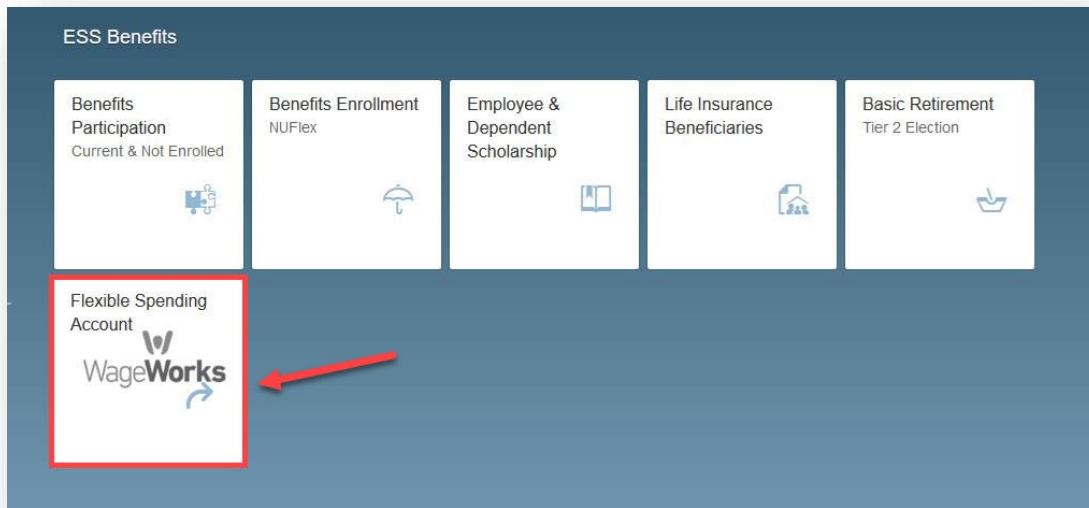 ESS Benefits
Benefits
Participation
Current & Not Enrolled
Benefits Enrollment
NUFlex
Employee &
Dependent
Scholarship
Life Insurance
Beneficiaries
Basic Retirement
Tier 2 Election
Flexible Spending
Account
WageWorks